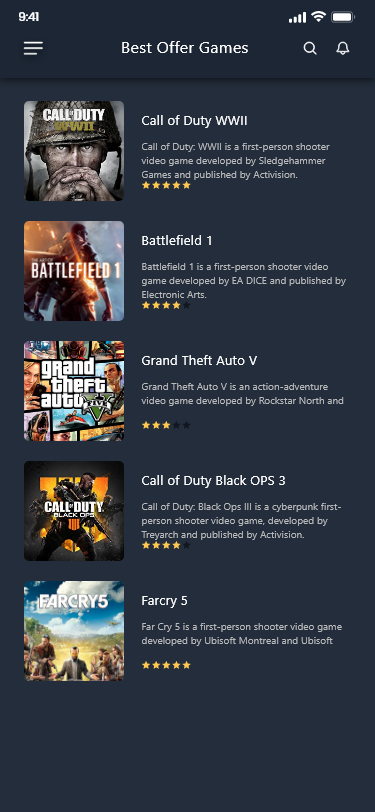 9:41
Best Offer Games
CALL OF DUTY
WWII
Call of Duty WWII
Call of Duty: WWII is a first-person shooter
video game developed by Sledgehammer
Games and published by Activision.
THE ART OF
BATTLEFIELD 1
Battlefield 1
Battlefield 1 is a first-person shooter video
game developed by EA DICE and published by
Electronic Arts.
grand
theft
auto V
Grand Theft Auto V
Grand Theft Auto V is an action-adventure
video game developed by Rockstar North and
CALL OF DUTY
BLACK OPS
Call of Duty Black OPS 3
Call of Duty: Black Ops III is a cyberpunk first-
person shooter video game, developed by
Treyarch and published by Activision.
FARCRY5
Farcry 5
Far Cry 5 is a first-person shooter video game
developed by Ubisoft Montreal and Ubisoft